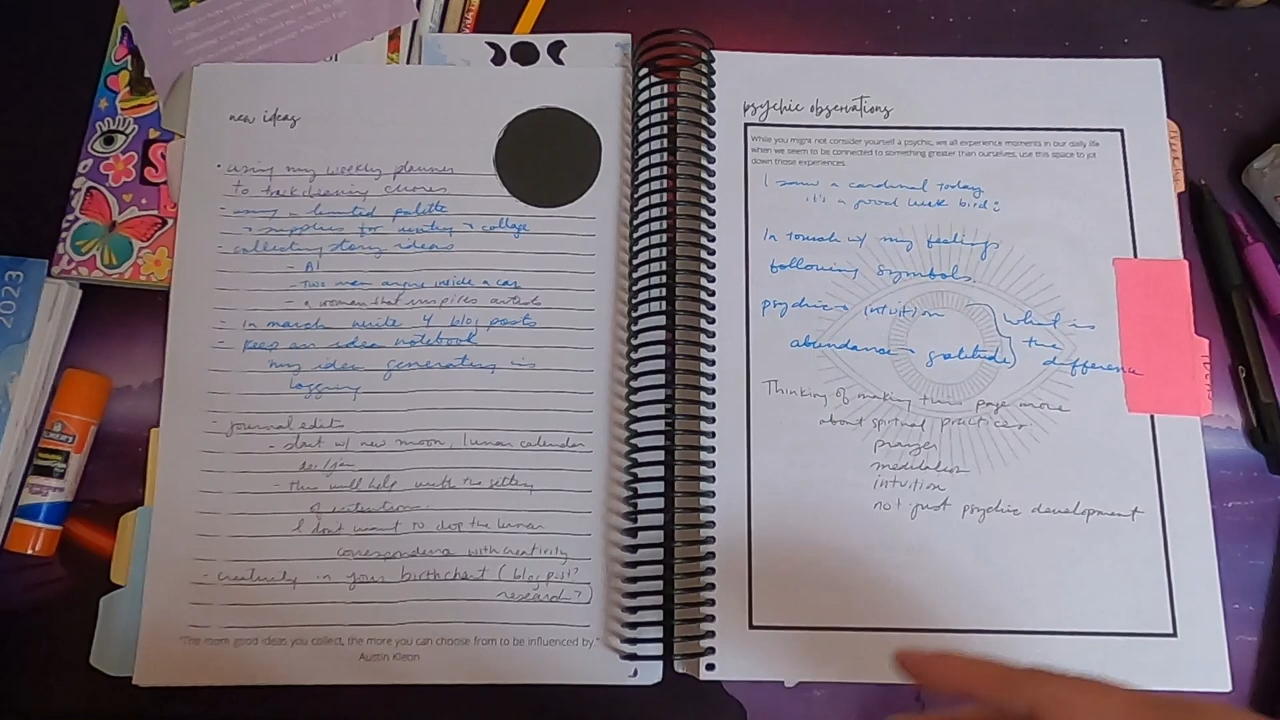 new ideas
• using my weekly planner
to track cleaning chores
- using a limited palette
→ supplies for writing → collage
- collecting story ideas
- AI
- Two men argue inside a car
- a woman that inspires artists
- In march write 4 blog posts
- keep an idea notebook
my idea generating is
logging
- journal edits
- start w/ new moon, lunar calendar
dec/jan
- this will help with the setting
of intention.
I dont want to drop the lunar
correspondence with creativity
- creativity in your birthchart (blog post?
research?)
"The more good ideas you collect, the more you can choose from to be influenced by."
Austin Kleon
psychic observations
While you might not consider yourself a psychic, we all experience moments in our daily life
when we seem to be connected to something greater than ourselves, use this space to jot
down those experiences.
I saw a cardinal today
it's a good luck bird
In touch w/ my feelings
following symbols.
psychic → intuition
what is
the
difference
abundance → gratitude
Thinking of making this page more
about spiritual practices.
prayer
meditation
intuition
not just psychic development
2023
ELMER'S